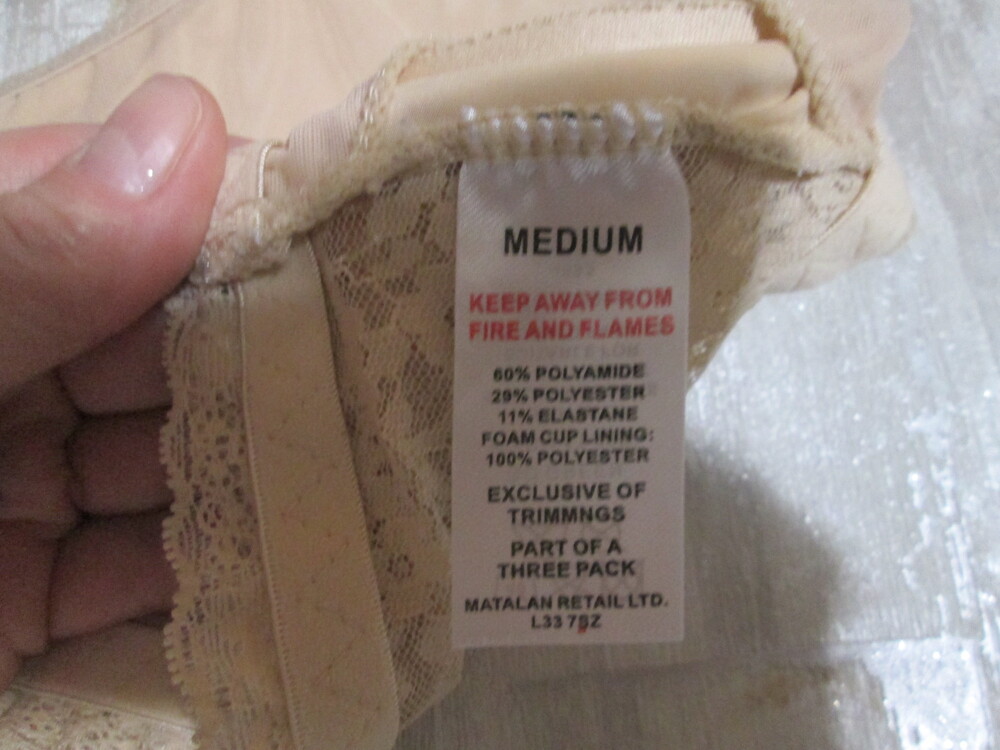 MEDIUM
KEEP AWAY FROM
FIRE AND FLAMES
60% POLYAMIDE
29% POLYESTER
11% ELASTANE
FOAM CUP LINING:
100% POLYESTER
EXCLUSIVE OF
TRIMMNGS
PART OF A
THREE PACK
MATALAN RETAIL LTD.
L33 7SZ